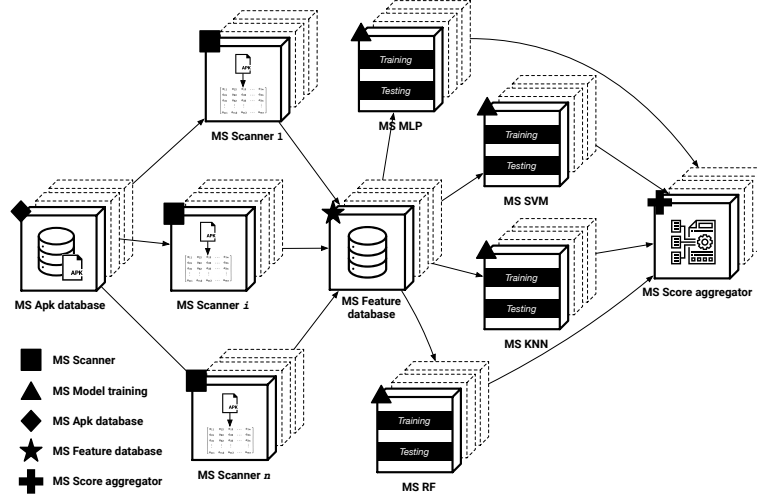 APK
MS Scanner 1
Training
Testing
MS MLP
Training
Testing
MS SVM
APK
MS Apk database
APK
MS Scanner i
MS Feature
database
Training
Testing
MS KNN
MS Score aggregator
APK
MS Scanner n
Training
Testing
MS RF
MS Scanner
MS Model training
MS Apk database
MS Feature database
MS Score aggregator